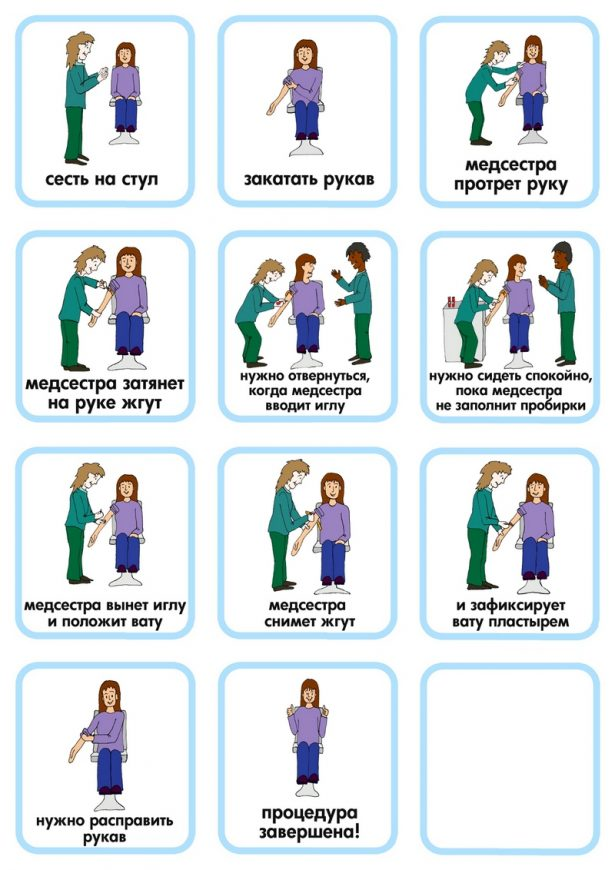 сесть на стул
закатать рукав
медсестра
протрет руку
медсестра затянет
на руке жгут
нужно отвернуться,
когда медсестра
вводит иглу
нужно сидеть спокойно,
пока медсестра
не заполнит пробирки
медсестра вынет иглу
и положит вату
медсестра
снимет жгут
и зафиксирует
вату пластырем
нужно расправить
рукав
процедура
завершена!